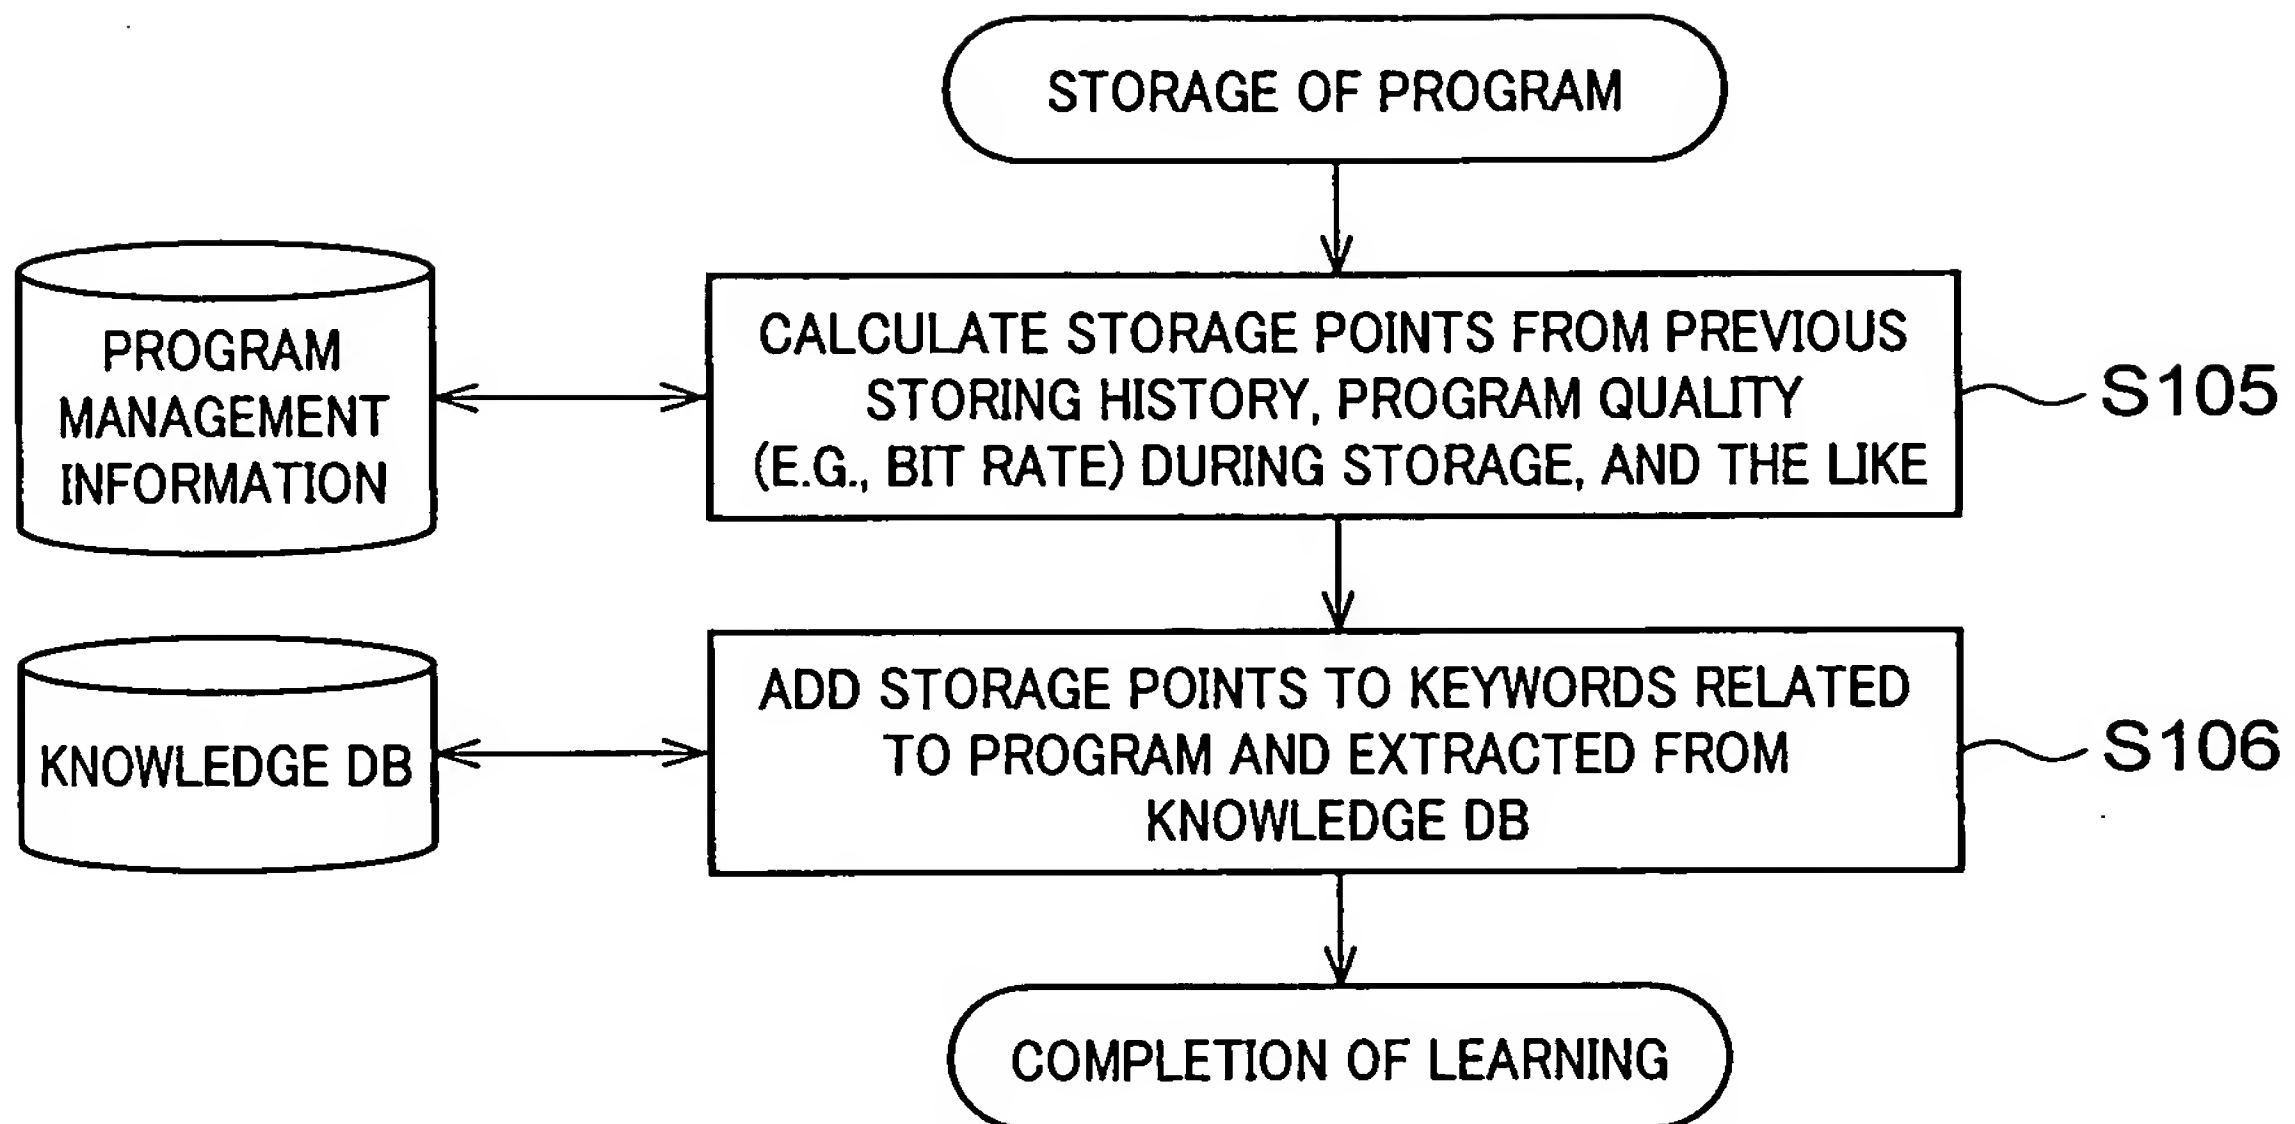 STORAGE OF PROGRAM
PROGRAM
MANAGEMENT
INFORMATION
CALCULATE STORAGE POINTS FROM PREVIOUS
STORING HISTORY, PROGRAM QUALITY
(E.G., BIT RATE) DURING STORAGE, AND THE LIKE
S105
KNOWLEDGE DB
ADD STORAGE POINTS TO KEYWORDS RELATED
TO PROGRAM AND EXTRACTED FROM
KNOWLEDGE DB
S106
COMPLETION OF LEARNING